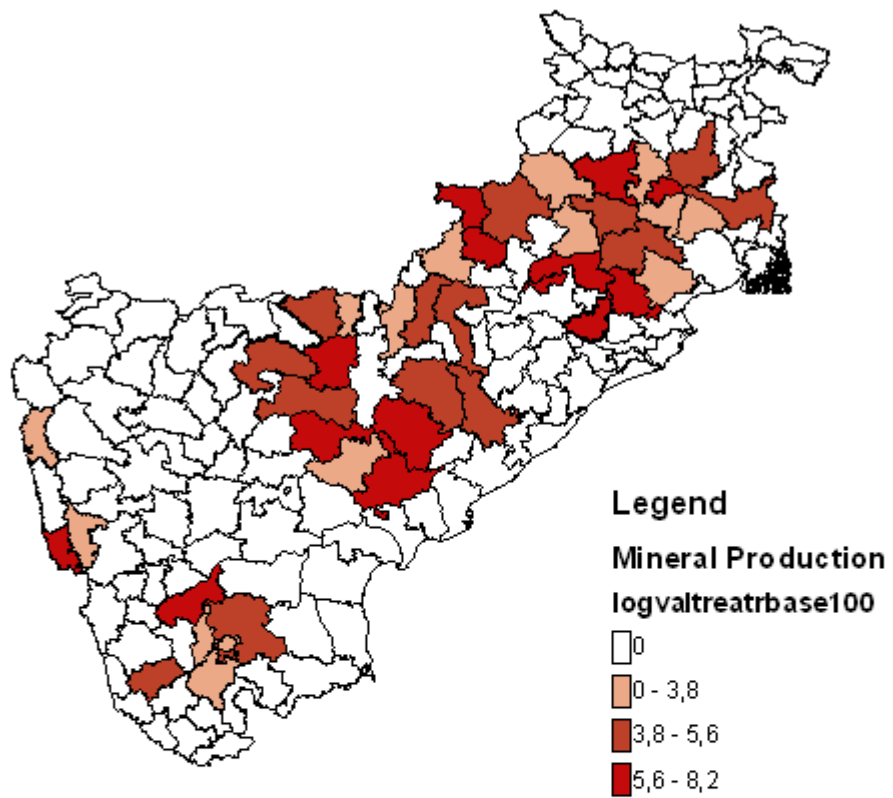 Legend
Mineral Production
logvaltreatrbase100
0
0 - 3,8
3,8 - 5,6
5,6 - 8,2